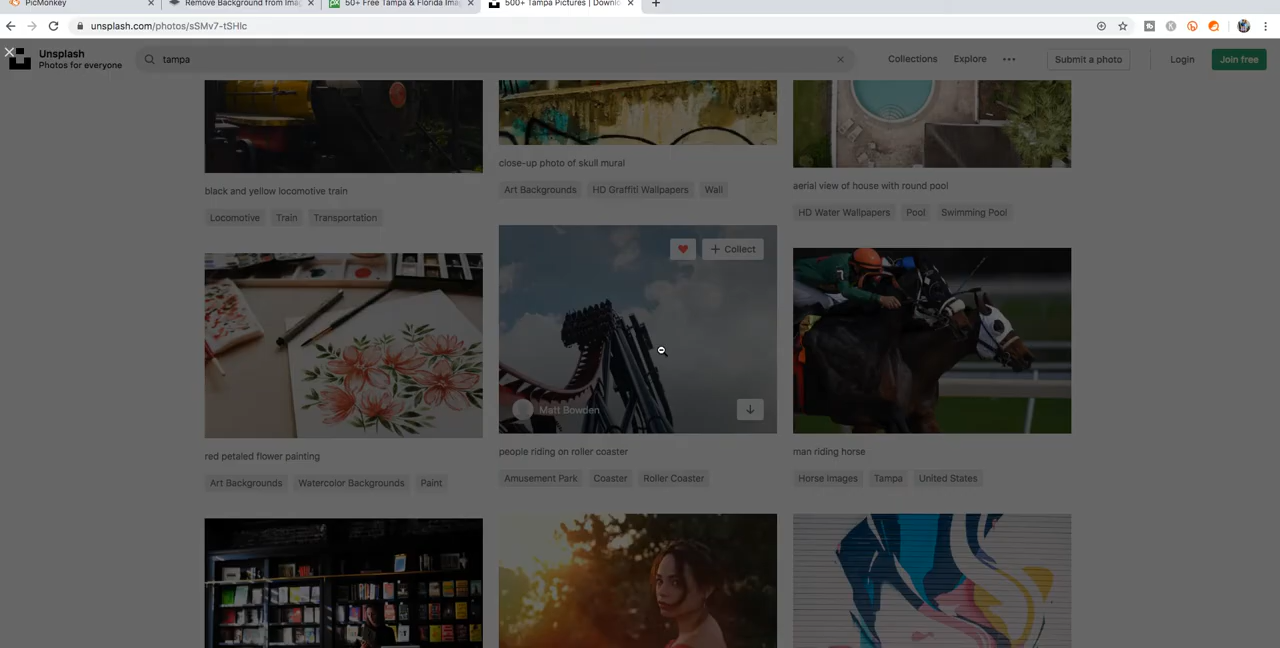 PicMonkey
Remove Background from Imag
50+ Free Tampa & Florida Imag
500+ Tampa Pictures | Downlo
unsplash.com/photos/sSMv7-tSHIc
Unsplash
Photos for everyone
tampa
Collections
Explore
Submit a photo
Login
Join free
close-up photo of skull mural
Art Backgrounds
HD Graffiti Wallpapers
Wall
black and yellow locomotive train
Locomotive
Train
Transportation
aerial view of house with round pool
HD Water Wallpapers
Pool
Swimming Pool
Collect
Matt Bowden
red petaled flower painting
Art Backgrounds
Watercolor Backgrounds
Paint
people riding on roller coaster
Amusement Park
Coaster
Roller Coaster
man riding horse
Horse Images
Tampa
United States